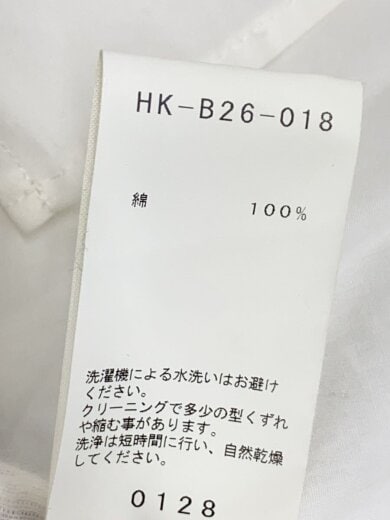 HK-B26-018
綿 100%
洗濯機による水洗いはお避け
ください。
クリーニングで多少の型くずれ
や縮む事があります。
洗浄は短時間に行い、自然乾燥
してください。
0128